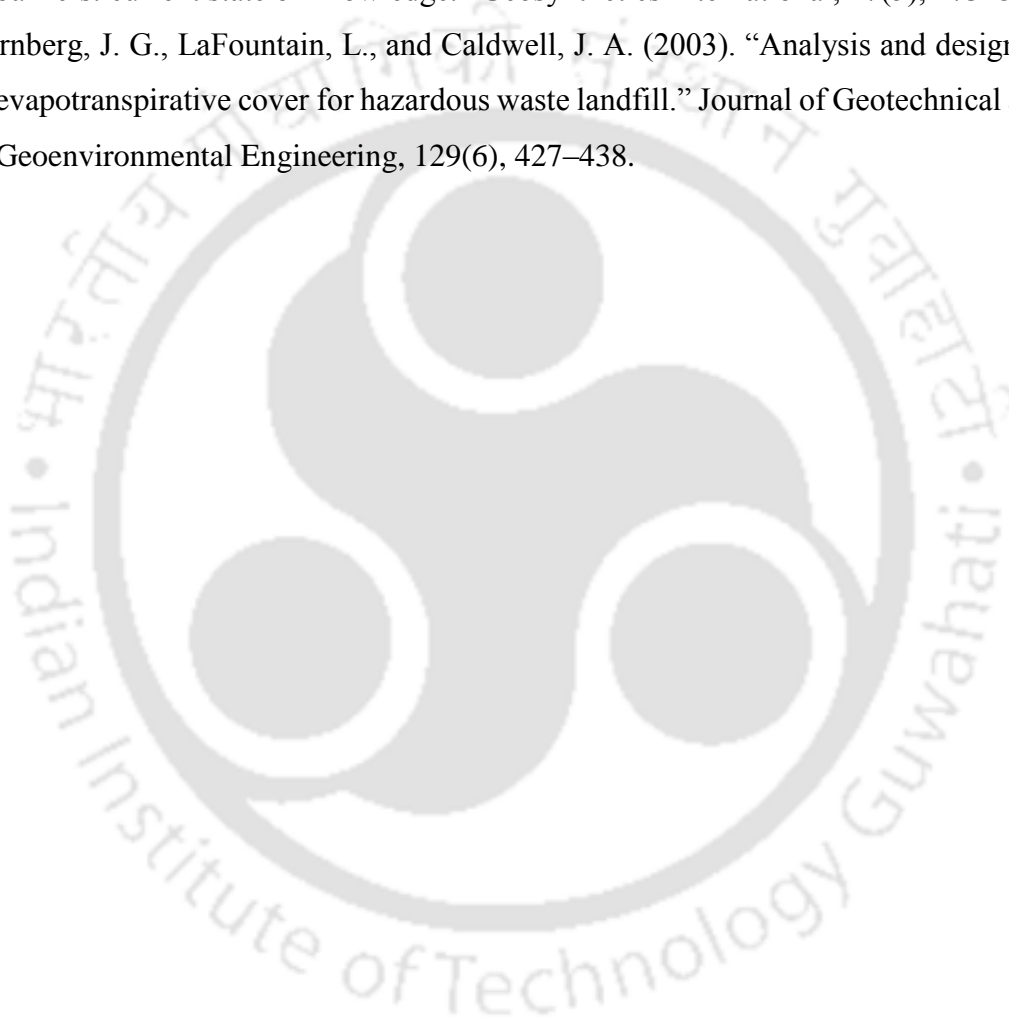 rnberg, J. G., LaFountain, L., and Caldwell, J. A. (2003). “Analysis and design
evapotranspirative cover for hazardous waste landfill.” Journal of Geotechnical
Geoenvironmental Engineering, 129(6), 427–438.
भारतीय प्रौद्योगिकी संस्थान गुवाहाटी
• Indian Institute of Technology Guwahati •